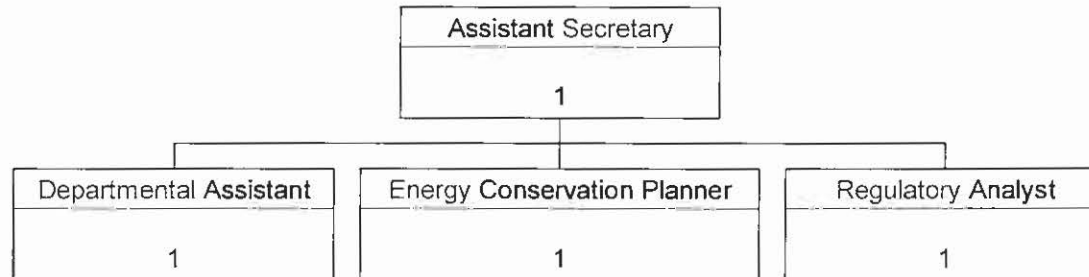 Assistant Secretary
1
Departmental Assistant
Energy Conservation Planner
Regulatory Analyst
1
1
1